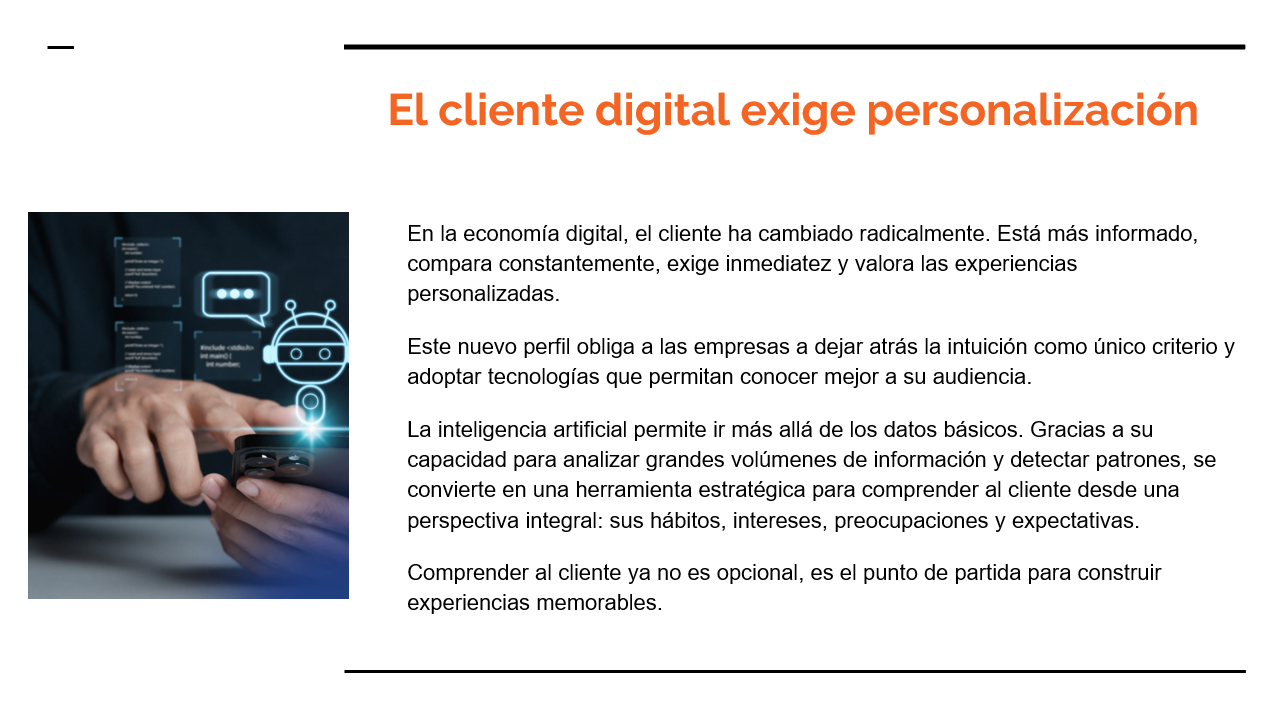 El cliente digital exige personalización
En la economía digital, el cliente ha cambiado radicalmente. Está más informado,
compara constantemente, exige inmediatez y valora las experiencias
personalizadas.
Este nuevo perfil obliga a las empresas a dejar atrás la intuición como único criterio y
adoptar tecnologías que permitan conocer mejor a su audiencia.
La inteligencia artificial permite ir más allá de los datos básicos. Gracias a su
capacidad para analizar grandes volúmenes de información y detectar patrones, se
convierte en una herramienta estratégica para comprender al cliente desde una
perspectiva integral: sus hábitos, intereses, preocupaciones y expectativas.
Comprender al cliente ya no es opcional, es el punto de partida para construir
experiencias memorables.
#include <stdio.h>
int main() {
int number;